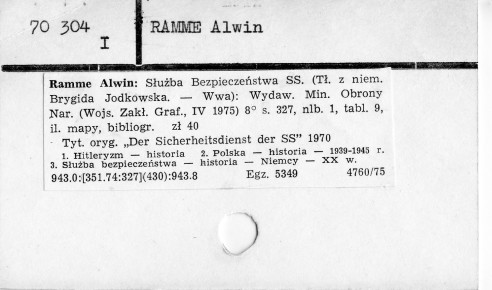 70 304
I
RAMME Alwin
Ramme Alwin: Służba Bezpieczeństwa SS. (Tł. z niem.
Brygida Jodkowska. — Wwa): Wydaw. Min. Obrony
Nar. (Wojs. Zakł. Graf., IV 1975) 8° s. 327, nlb. 1, tabl. 9,
il. mapy, bibliogr. zł 40
Tyt. oryg. „Der Sicherheitsdienst der SS” 1970
1. Hitleryzm — historia 2. Polska — historia — 1939-1945 r.
3. Służba bezpieczeństwa — historia — Niemcy — XX w.
943.0:[351.74:327](430):943.8 Egz. 5349 4760/75